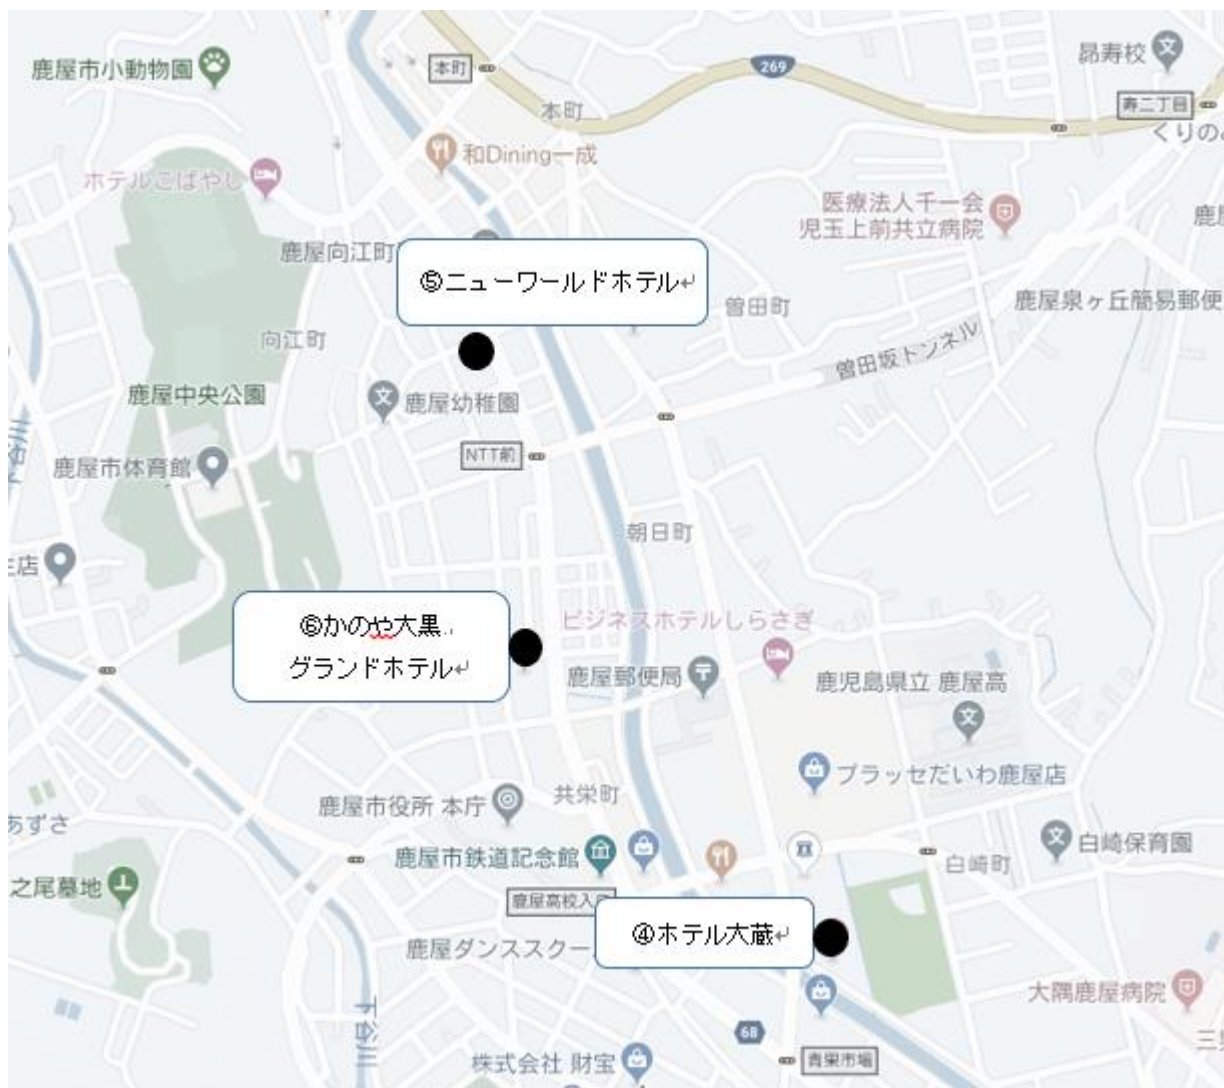 鹿屋市小動物園
本町
269
昴寿校
本町
寿二丁目
くりの
和Dining一成
ホテルこばやし
医療法人千一会
児玉上前共立病院
鹿屋向江町
⑤ニューワールドホテル↵
曽田町
鹿屋泉ヶ丘簡易郵便
向江町
曽田坂トンネル
鹿屋中央公園
鹿屋幼稚園
鹿屋市体育館
NTT前
朝日町
店
⑥かのや大黒
グランドホテル↵
ビジネスホテルしらさぎ
鹿屋郵便局
鹿児島県立 鹿屋高
プラッセだいわ鹿屋店
鹿屋市役所 本庁
共栄町
あずさ
鹿屋市鉄道記念館
白崎保育園
白崎町
之尾墓地
鹿屋高校入口
④ホテル大蔵↵
鹿屋ダンススクー
大隅鹿屋病院
下谷川
68
青果市場
株式会社 財宝